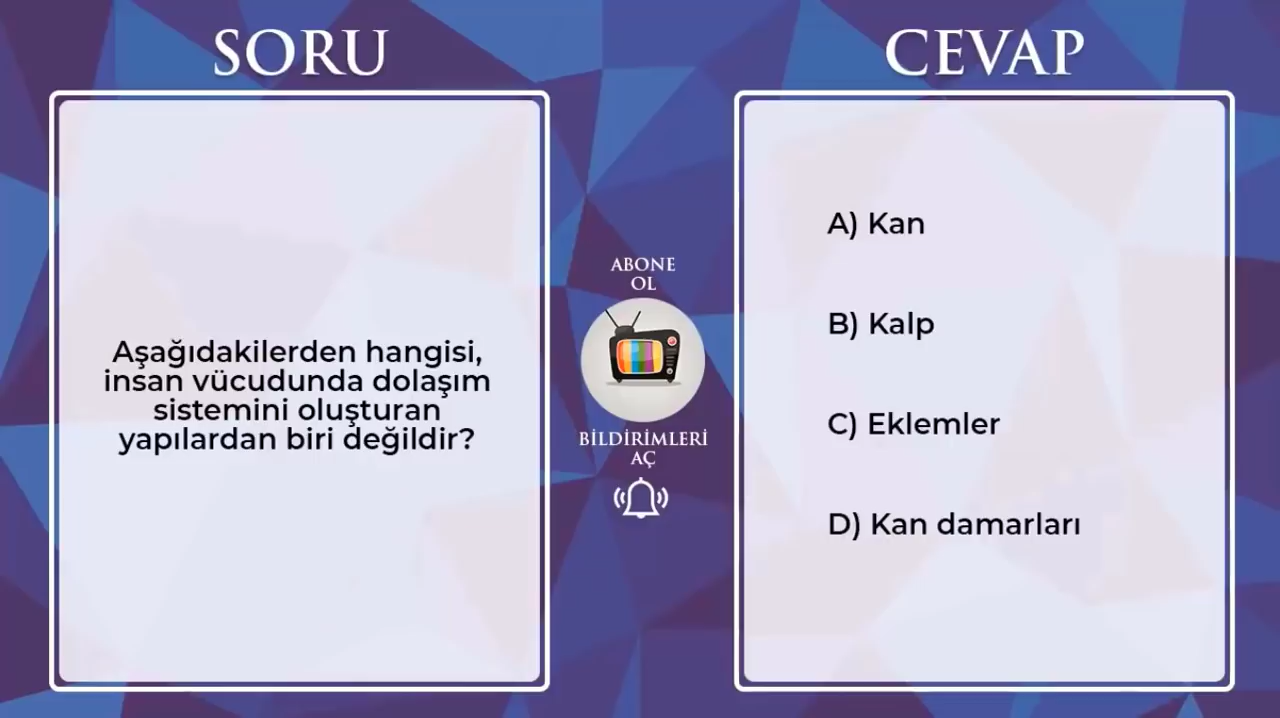 SORU
Aşağıdakilerden hangisi,
insan vücudunda dolaşım
sistemini oluşturan
yapılardan biri değildir?
ABONE
OL
BİLDİRİMLERİ
AÇ
CEVAP
A) Kan
B) Kalp
C) Eklemler
D) Kan damarları